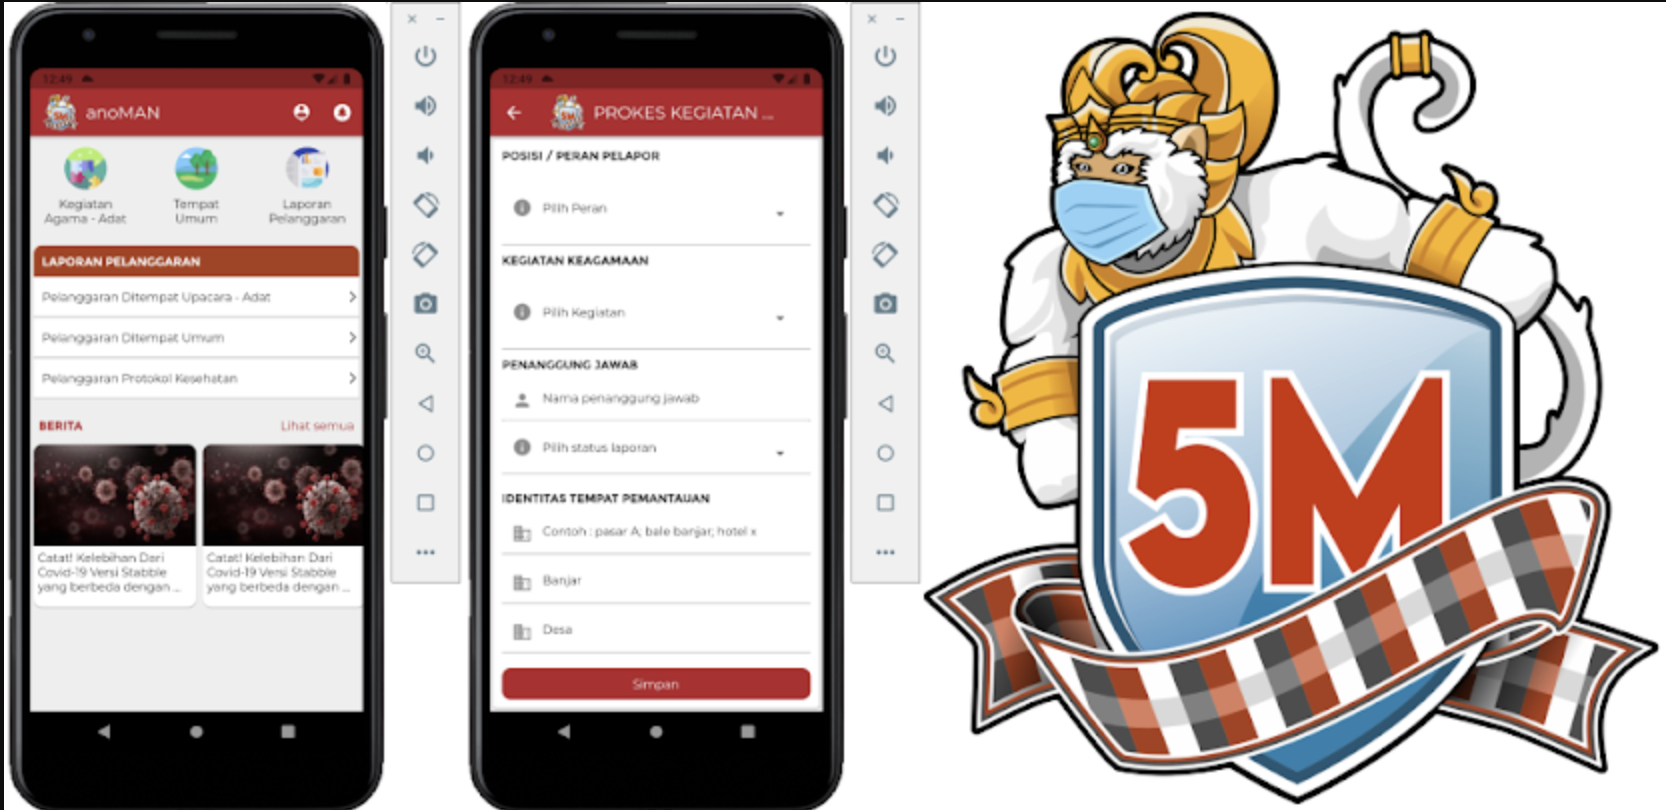 12:49
anoMAN
Kegiatan
Agama - Adat
Tempat
Umum
Laporan
Pelanggaran
LAPORAN PELANGGARAN
Pelanggaran Ditempat Upacara - Adat
Pelanggaran Ditempat Umum
Pelanggaran Protokol Kesehatan
BERITA
Lihat semua
Catat! Kelebihan Dari
Covid-19 Versi Stabble
yang berbeda dengan ...
Catat! Kelebihan Dari
Covid-19 Versi Stabble
yang berbeda dengan ...
12:49
PROKES KEGIATAN ...
POSISI / PERAN PELAPOR
Pilih Peran
KEGIATAN KEAGAMAAN
Pilih Kegiatan
PENANGGUNG JAWAB
Nama penanggung jawab
Pilih status laporan
IDENTITAS TEMPAT PEMANTAUAN
Contoh : pasar A; bale banjar; hotel x
Banjar
Desa
Simpan
5M